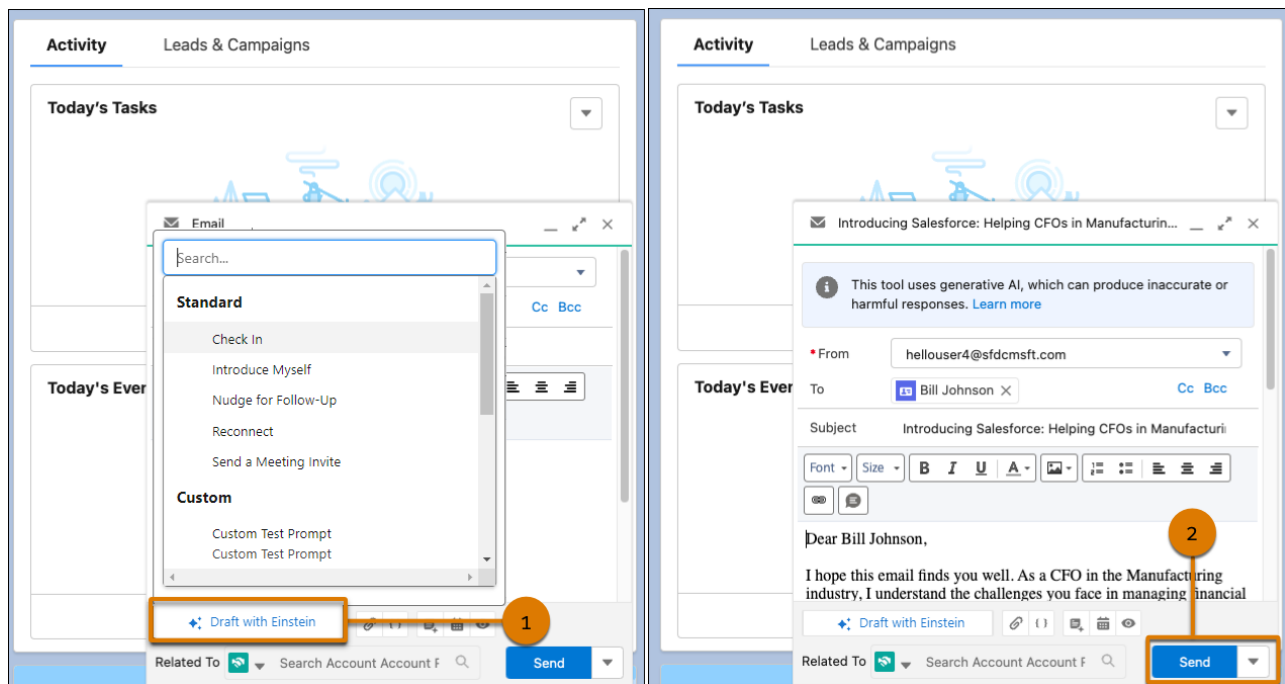 Activity Leads & Campaigns
Today's Tasks
Email
Search...
Standard
Cc Bcc
Check In
Introduce Myself
Nudge for Follow-Up
Reconnect
Send a Meeting Invite
Today's Ever
Custom
Custom Test Prompt
Custom Test Prompt
Draft with Einstein
1
Related To Search Account Account F Send
Activity Leads & Campaigns
Today's Tasks
Introducing Salesforce: Helping CFOs in Manufacturin...
This tool uses generative AI, which can produce inaccurate or
harmful responses. Learn more
*From hellouser4@sfdcmsft.com
Today's Ever
To Bill Johnson Cc Bcc
Subject Introducing Salesforce: Helping CFOs in Manufacturi
Font Size B I U A
Dear Bill Johnson,
2
I hope this email finds you well. As a CFO in the Manufacturing
industry, I understand the challenges you face in managing financial
Draft with Einstein
Related To Search Account Account F Send